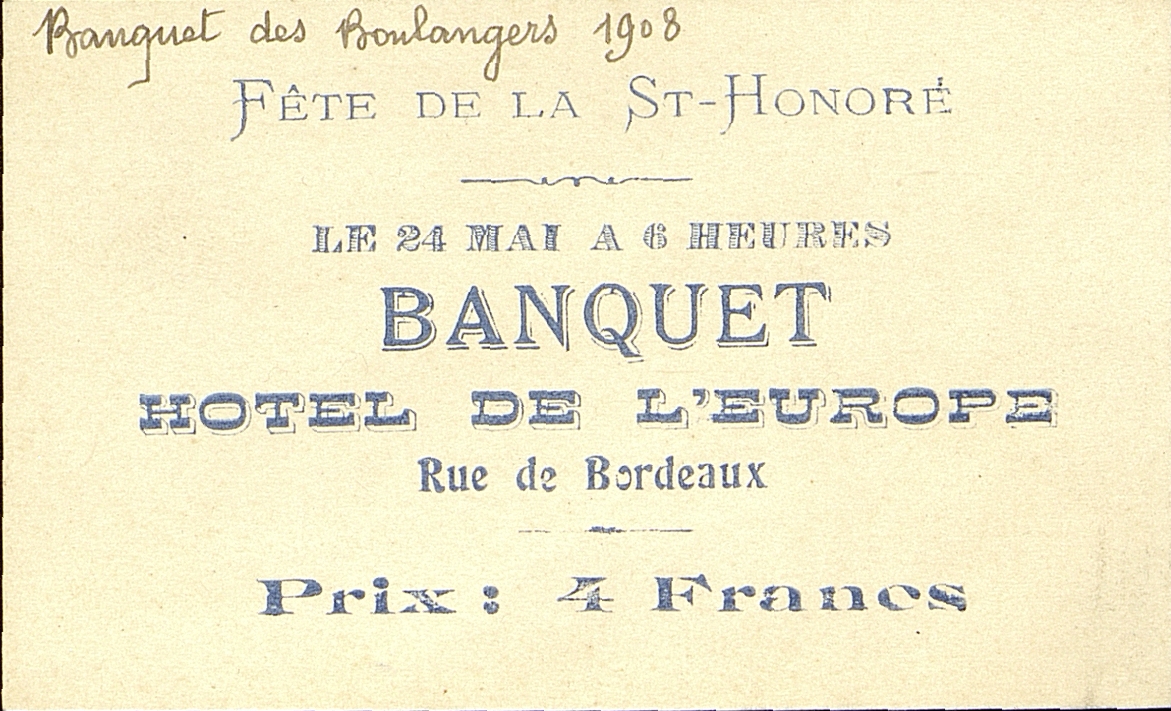 Banquet des Boulangers 1908
FÊTE DE LA ST-HONORÉ
LE 24 MAI A 6 HEURES
BANQUET
HOTEL DE L'EUROPE
Rue de Bordeaux
Prix : 4 Francs